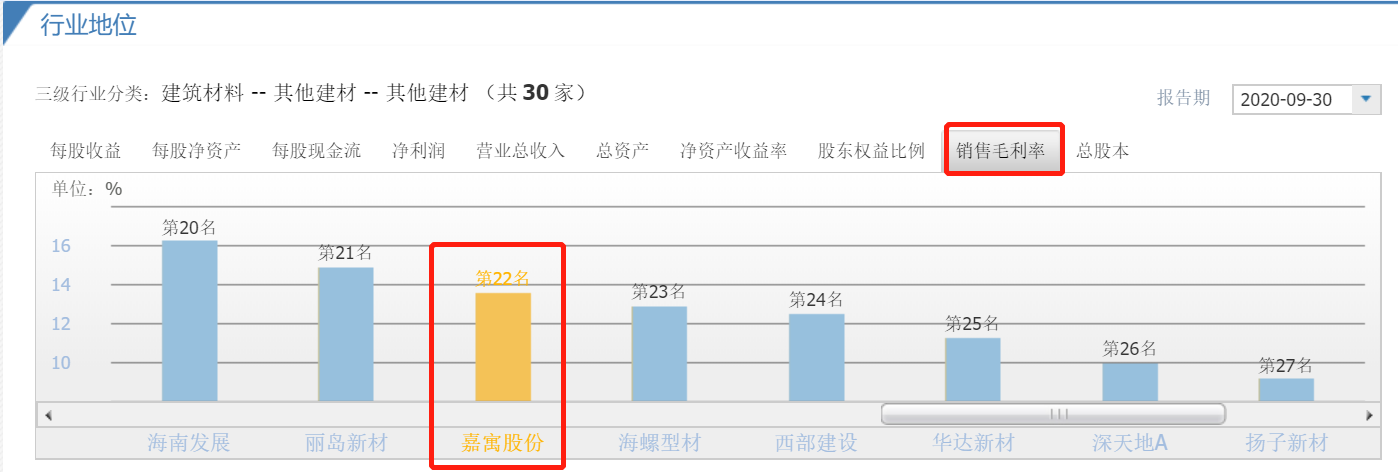 行业地位
三级行业分类：建筑材料 -- 其他建材 -- 其他建材 （共 30 家）
报告期 2020-09-30
每股收益 每股净资产 每股现金流 净利润 营业总收入 总资产 净资产收益率 股东权益比例 销售毛利率 总股本
单位：%
第20名
16
第21名
第22名
14
第23名
第24名
12
第25名
第26名
10
第27名
海南发展 丽岛新材 嘉寓股份 海螺型材 西部建设 华达新材 深天地A 扬子新材